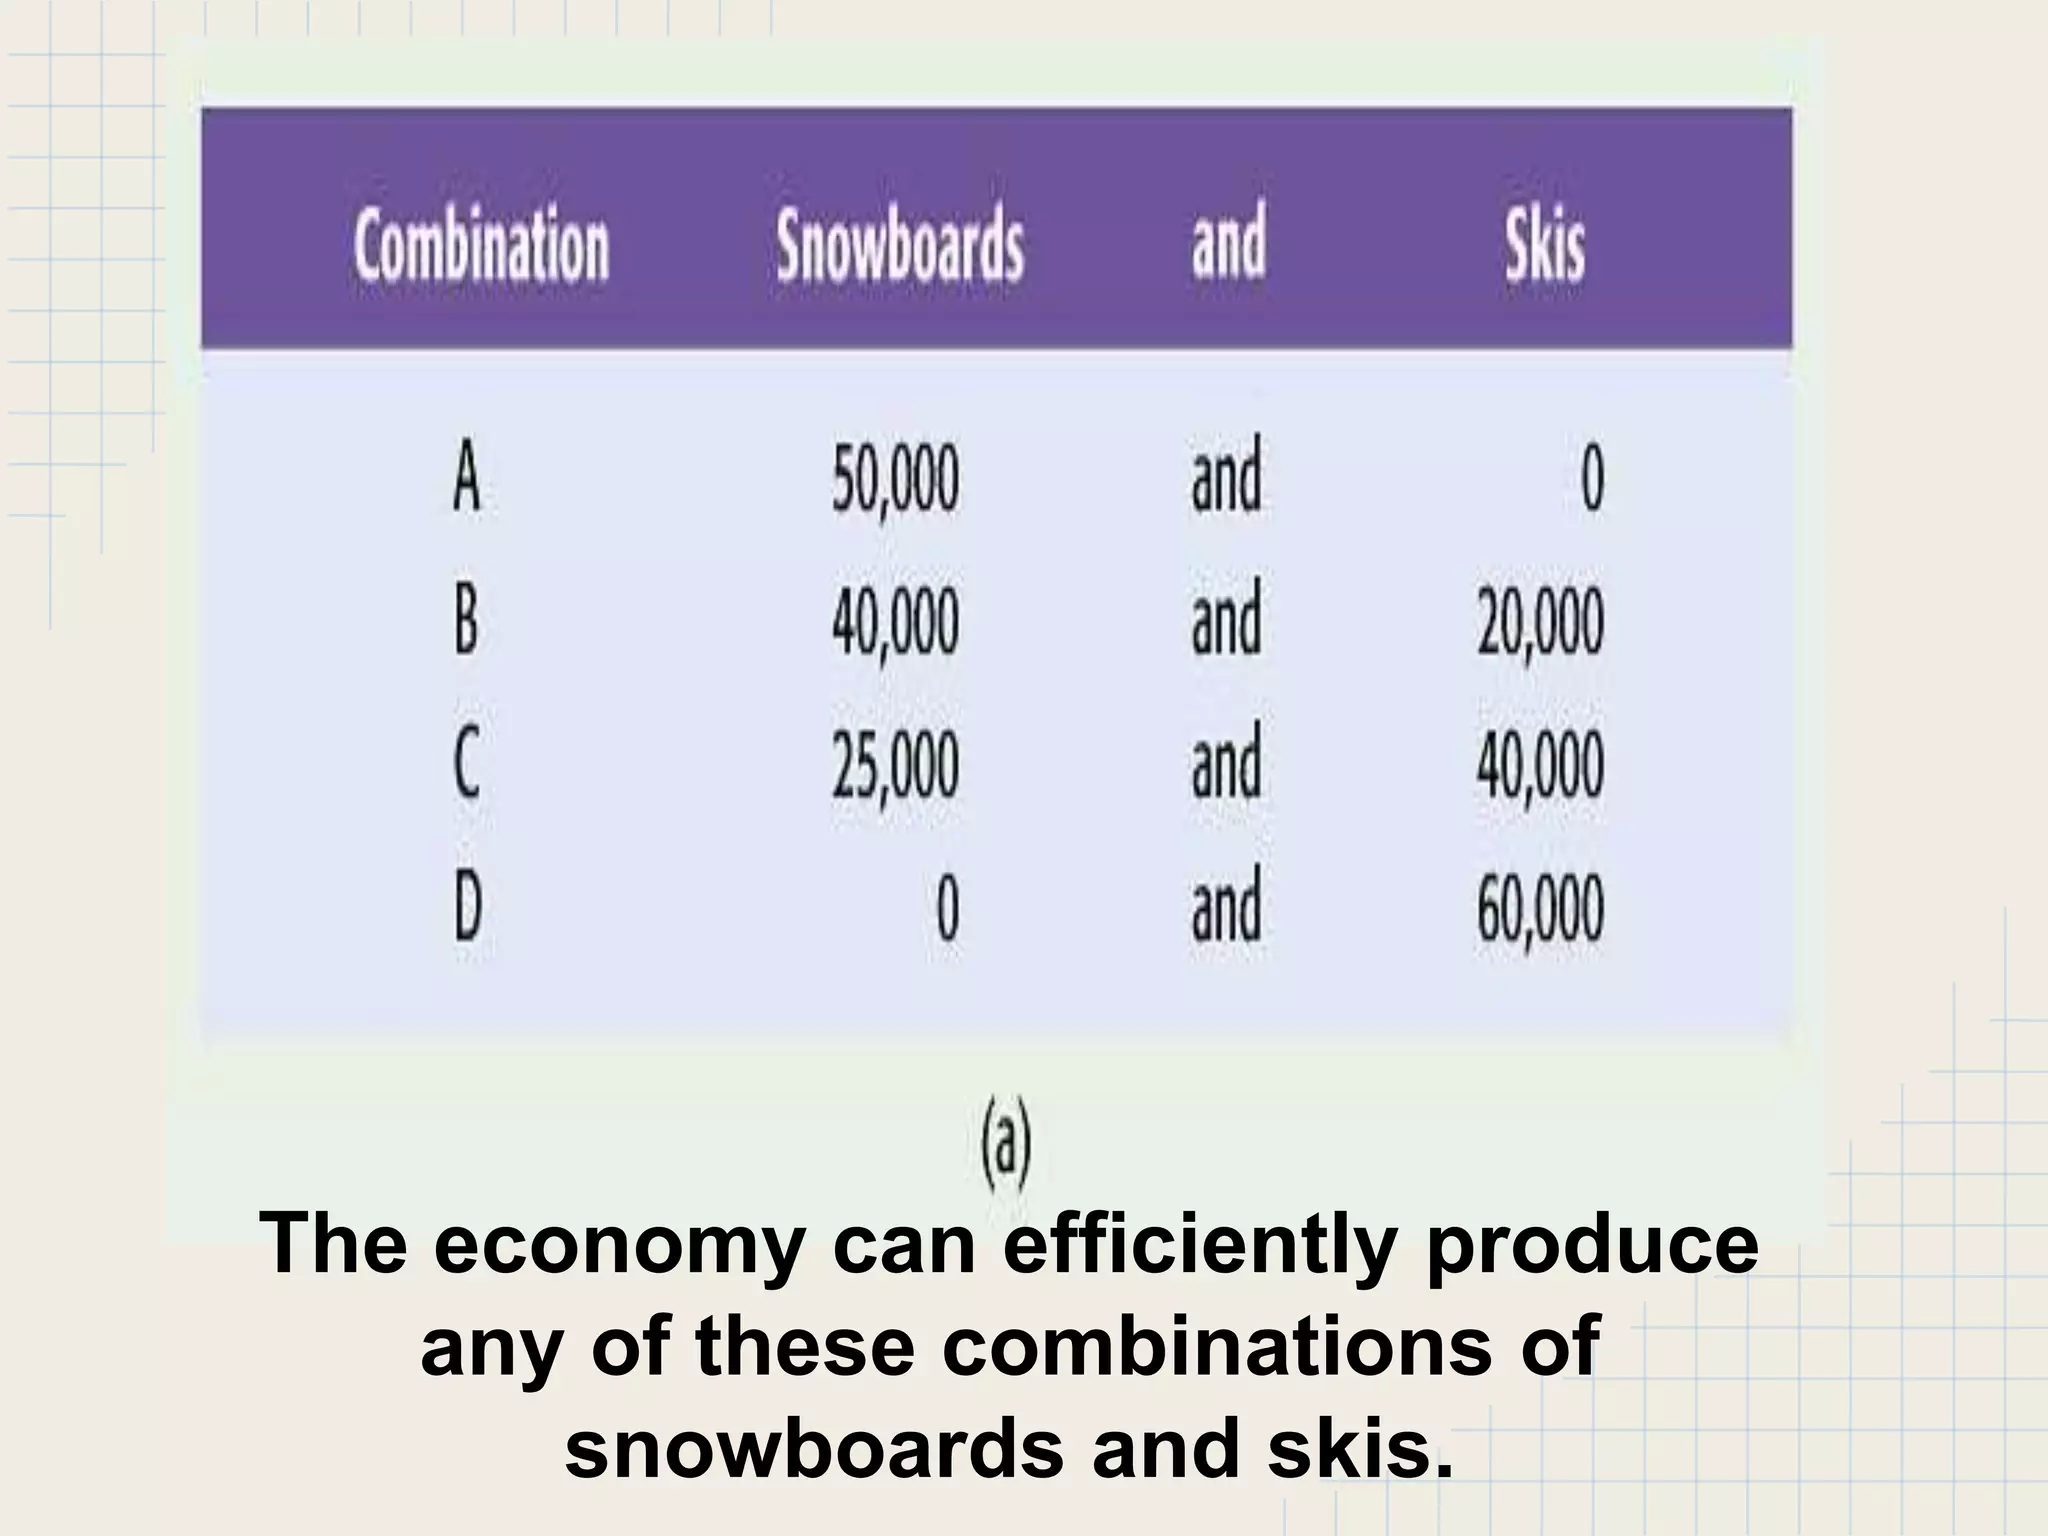 Combination Snowboards and Skis
A 50,000 and 0
B 40,000 and 20,000
C 25,000 and 40,000
D 0 and 60,000
(a)
The economy can efficiently produce
any of these combinations of
snowboards and skis.